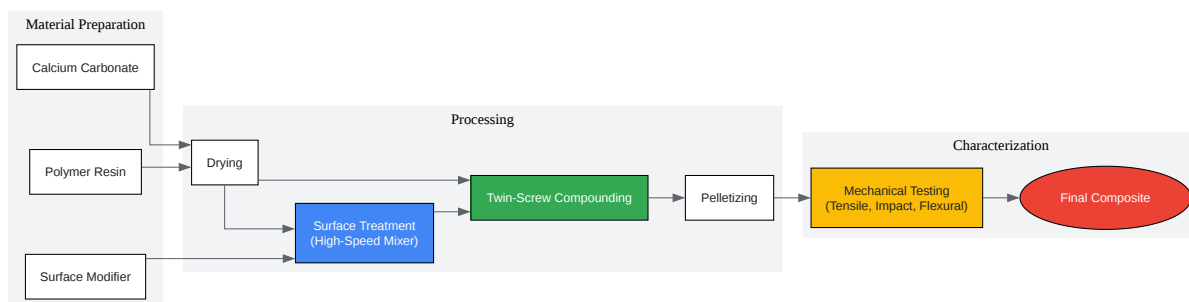 Material Preparation
Calcium Carbonate
Polymer Resin
Surface Modifier
Processing
Drying
Surface Treatment
(High-Speed Mixer)
Twin-Screw Compounding
Pelletizing
Characterization
Mechanical Testing
(Tensile, Impact, Flexural)
Final Composite